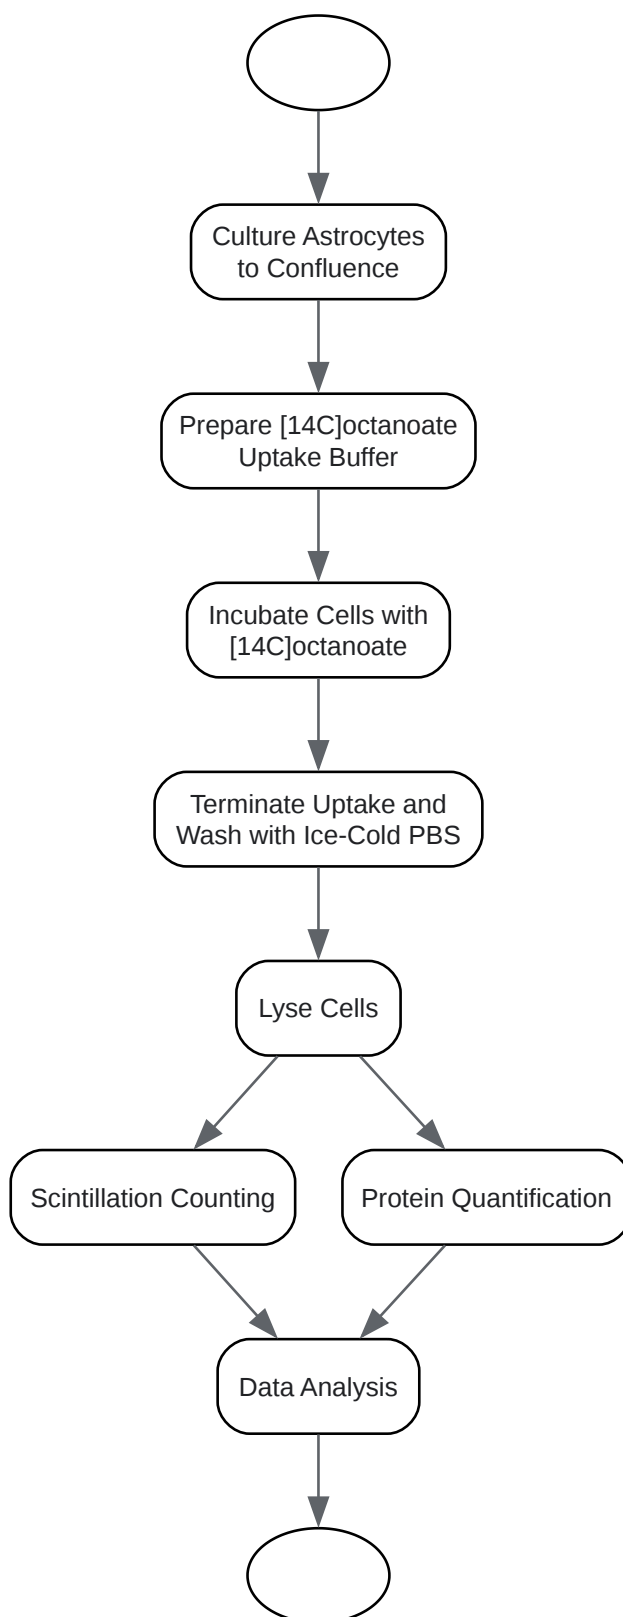 Culture Astrocytes
to Confluence
Prepare [14C]octanoate
Uptake Buffer
Incubate Cells with
[14C]octanoate
Terminate Uptake and
Wash with Ice-Cold PBS
Lyse Cells
Scintillation Counting
Protein Quantification
Data Analysis